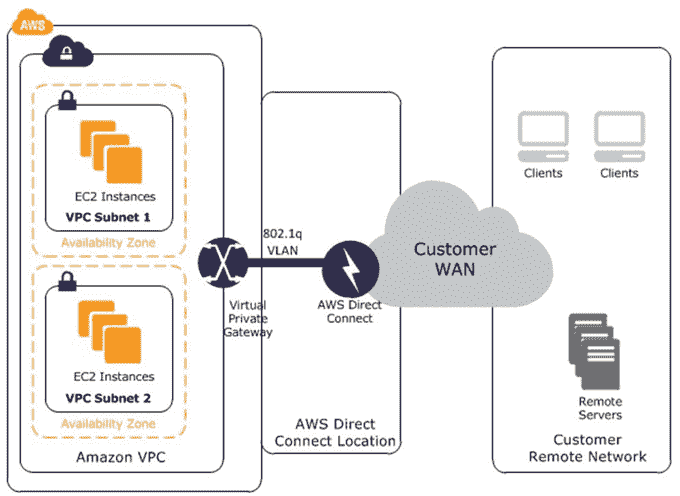 AWS
EC2 Instances
VPC Subnet 1
Availability Zone
EC2 Instances
VPC Subnet 2
Availability Zone
Amazon VPC
802.1q
VLAN
Virtual
Private
Gateway
AWS Direct
Connect
AWS Direct
Connect Location
Customer
WAN
Clients
Clients
Remote
Servers
Customer
Remote Network